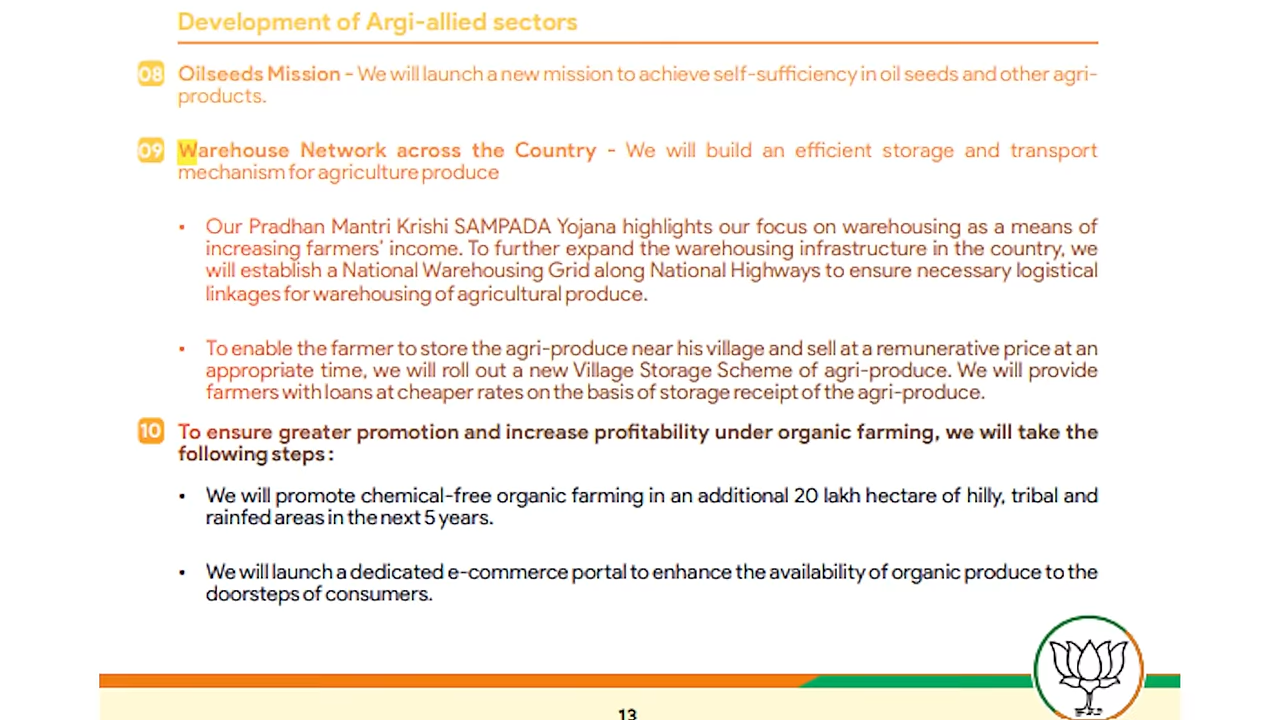 Development of Argi-allied sectors
08 Oilseeds Mission - We will launch a new mission to achieve self-sufficiency in oil seeds and other agri-
products.
09 Warehouse Network across the Country - We will build an efficient storage and transport
mechanism for agriculture produce
• Our Pradhan Mantri Krishi SAMPADA Yojana highlights our focus on warehousing as a means of
increasing farmers' income. To further expand the warehousing infrastructure in the country, we
will establish a National Warehousing Grid along National Highways to ensure necessary logistical
linkages for warehousing of agricultural produce.
• To enable the farmer to store the agri-produce near his village and sell at a remunerative price at an
appropriate time, we will roll out a new Village Storage Scheme of agri-produce. We will provide
farmers with loans at cheaper rates on the basis of storage receipt of the agri-produce.
10 To ensure greater promotion and increase profitability under organic farming, we will take the
following steps :
• We will promote chemical-free organic farming in an additional 20 lakh hectare of hilly, tribal and
rainfed areas in the next 5 years.
• We will launch a dedicated e-commerce portal to enhance the availability of organic produce to the
doorsteps of consumers.
13